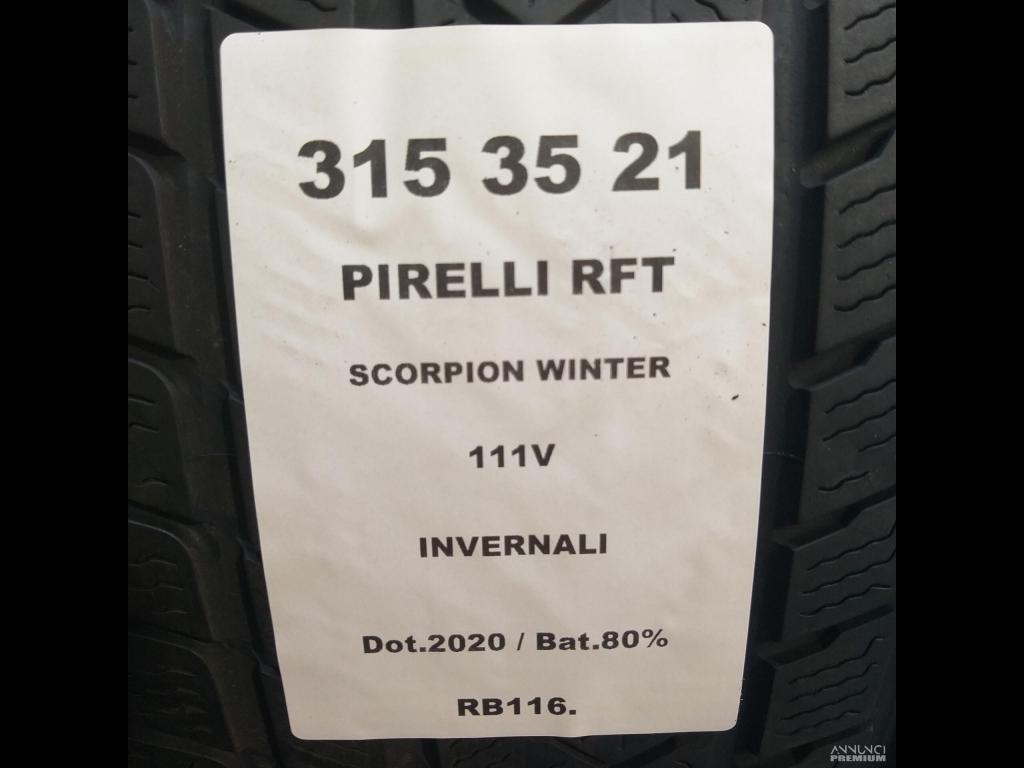 315 35 21
PIRELLI RFT
SCORPION WINTER
111V
INVERNALI
Dot.2020 / Bat.80%
RB116.
ANNUNCI
PREMIUM